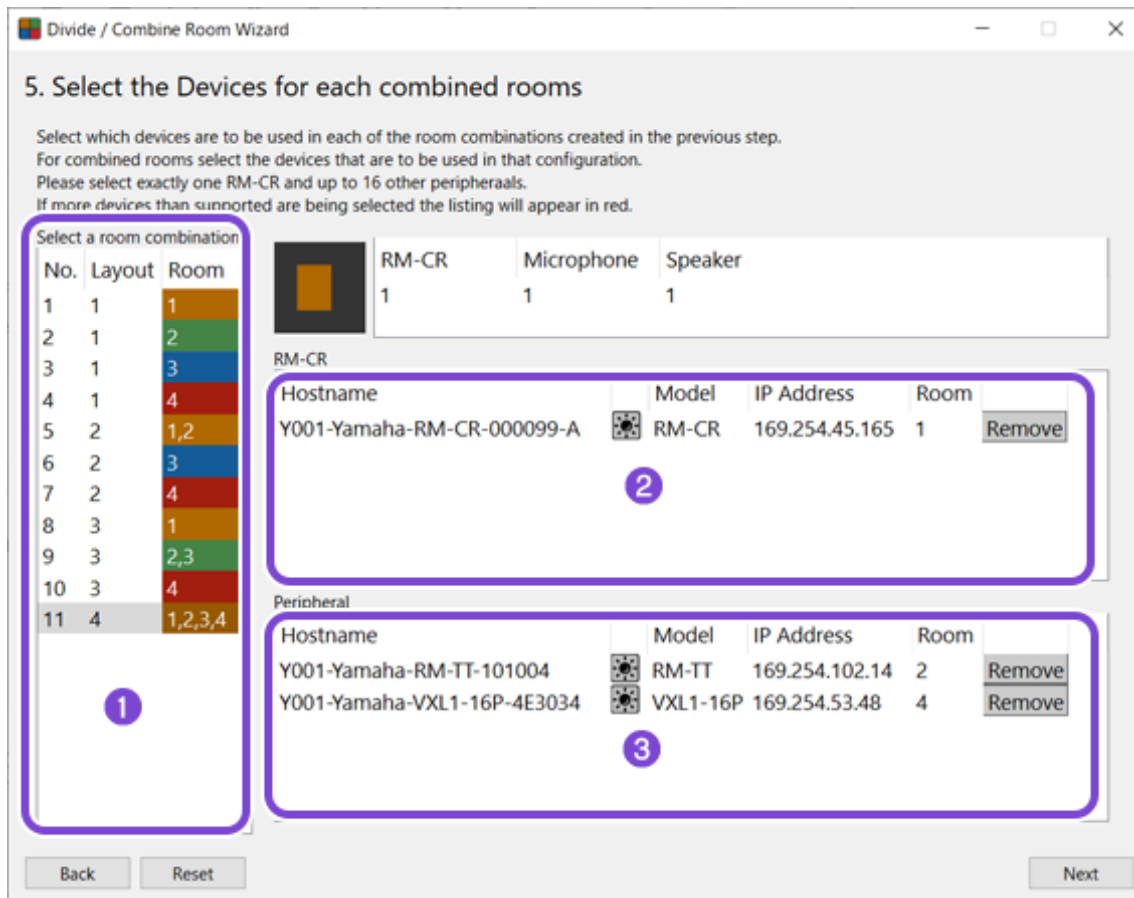 Divide / Combine Room Wizard
5. Select the Devices for each combined rooms
Select which devices are to be used in each of the room combinations created in the previous step.
For combined rooms select the devices that are to be used in that configuration.
Please select exactly one RM-CR and up to 16 other peripheraals.
If more devices than supported are being selected the listing will appear in red.
Select a room combination
No. Layout Room
1 1 1
2 1 2
3 1 3
4 1 4
5 2 1,2
6 2 3
7 2 4
8 3 1
9 3 2,3
10 3 4
11 4 1,2,3,4
1
RM-CR Microphone Speaker
1 1 1
RM-CR
Hostname Model IP Address Room
Y001-Yamaha-RM-CR-000099-A RM-CR 169.254.45.165 1 Remove
2
Peripheral
Hostname Model IP Address Room
Y001-Yamaha-RM-TT-101004 RM-TT 169.254.102.14 2 Remove
Y001-Yamaha-VXL1-16P-4E3034 VXL1-16P 169.254.53.48 4 Remove
3
Back Reset Next